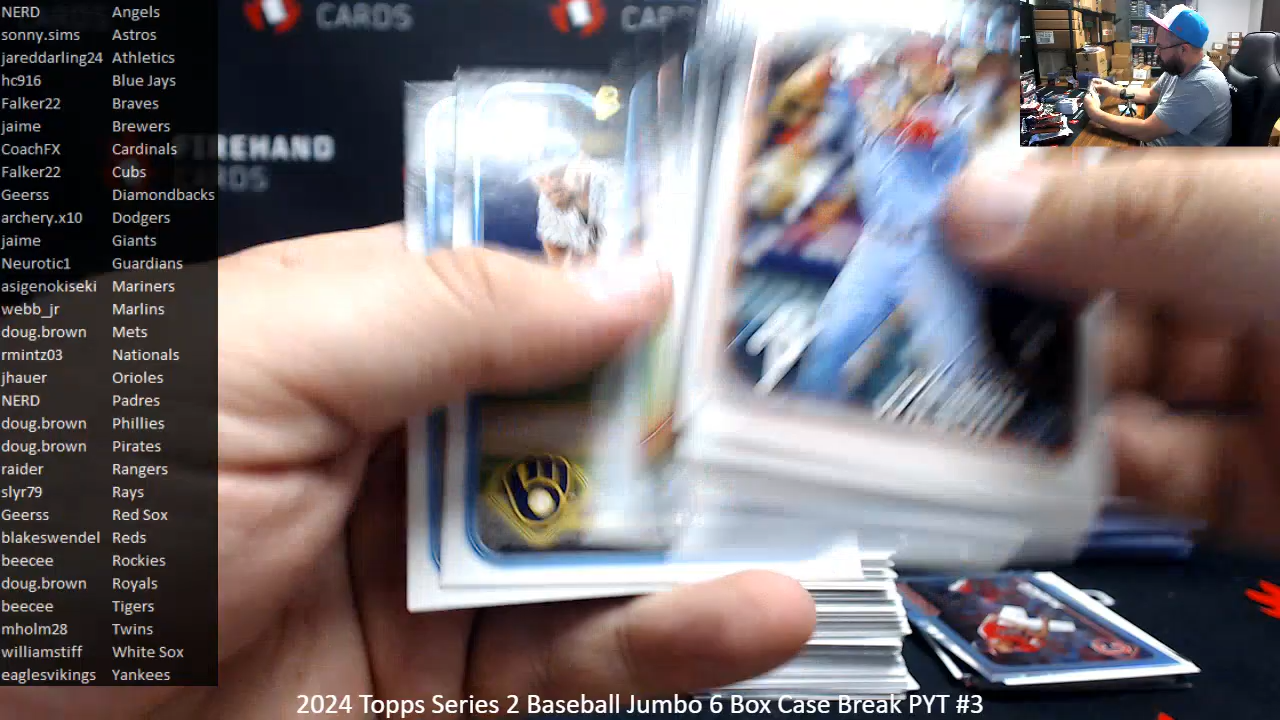 NERD Angels
sonny.sims Astros
jareddarling24 Athletics
hc916 Blue Jays
Falker22 Braves
jaime Brewers
CoachFX Cardinals
Falker22 Cubs
Geerss Diamondbacks
archery.x10 Dodgers
jaime Giants
Neurotic1 Guardians
asigenokiseki Mariners
webb_jr Marlins
doug.brown Mets
rmintz03 Nationals
jhauer Orioles
NERD Padres
doug.brown Phillies
doug.brown Pirates
raider Rangers
slyr79 Rays
Geerss Red Sox
blakeswendel Reds
beecee Rockies
doug.brown Royals
beecee Tigers
mholm28 Twins
williamstiff White Sox
eaglesvikings Yankees
CARDS
FIREHAND
CARDS
2024 Topps Series 2 Baseball Jumbo 6 Box Case Break PYT #3